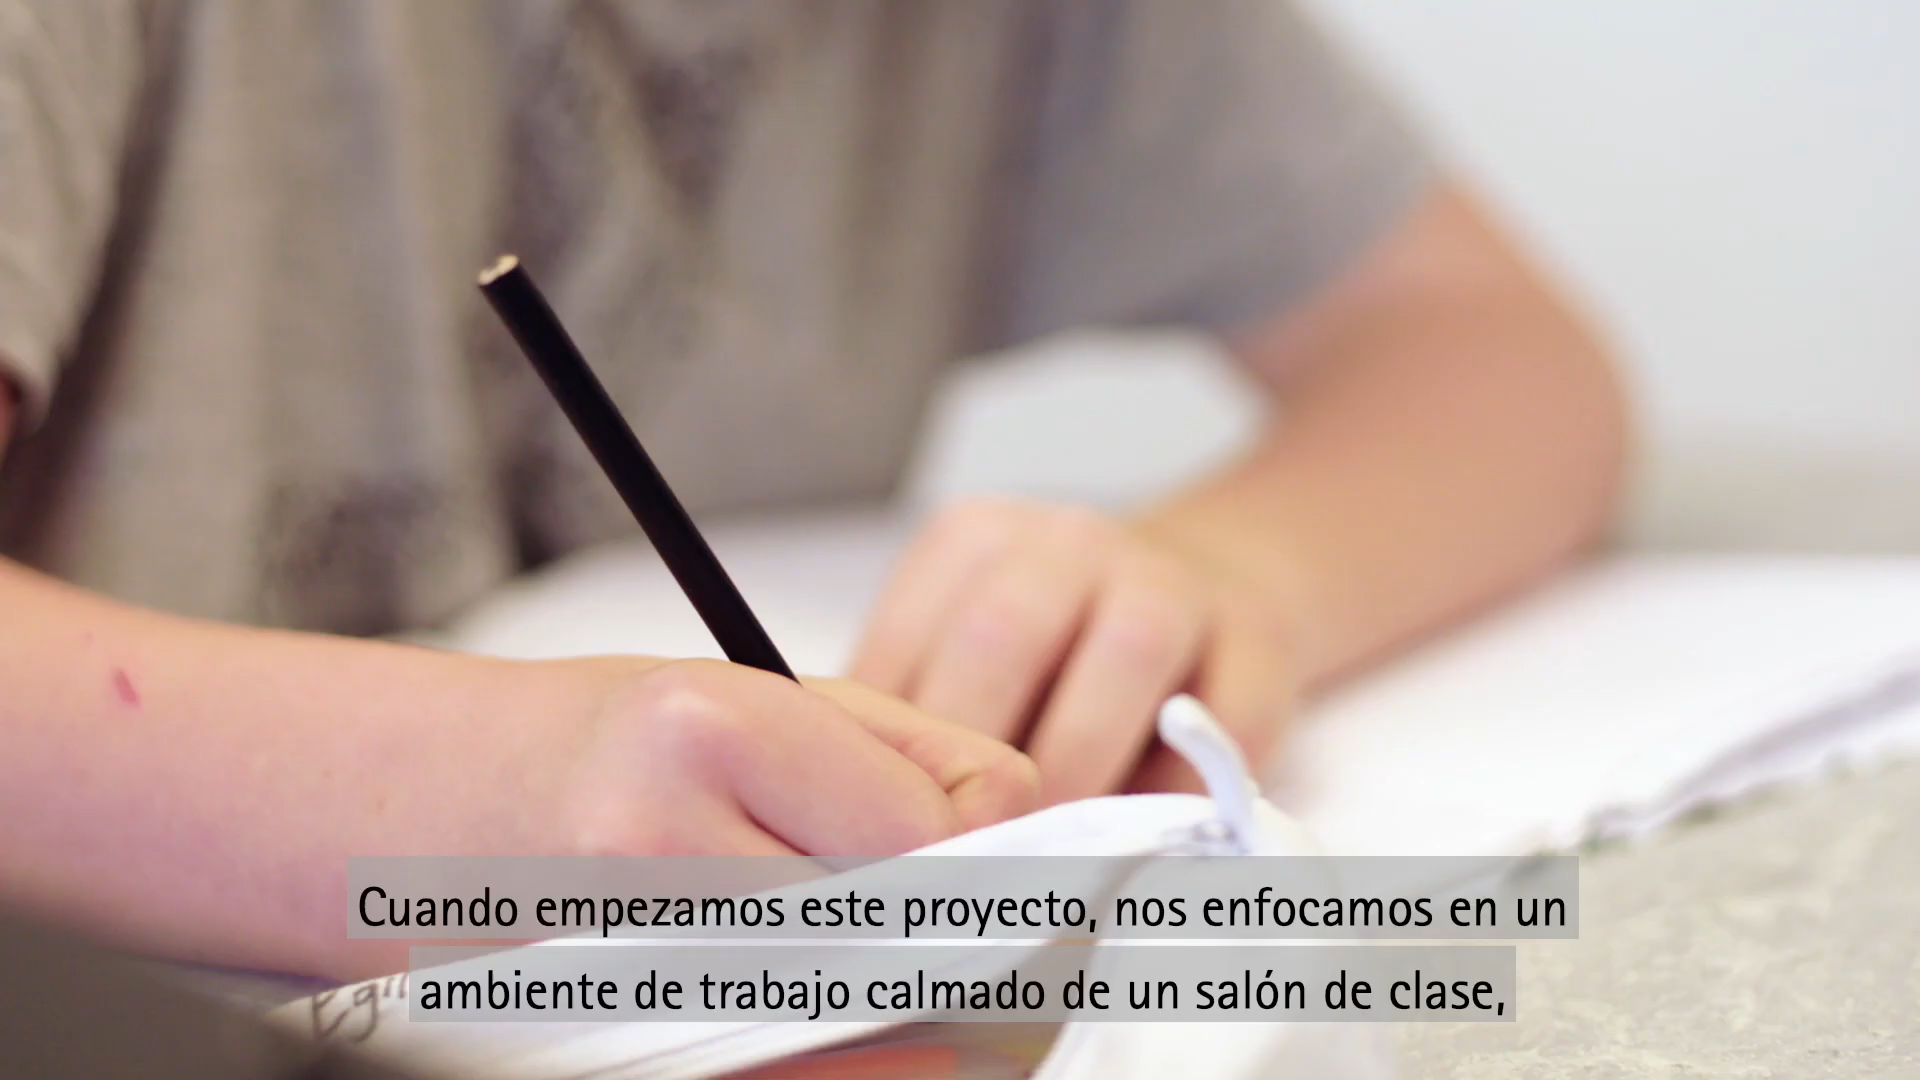 Cuando empezamos este proyecto, nos enfocamos en un
ambiente de trabajo calmado de un salón de clase,